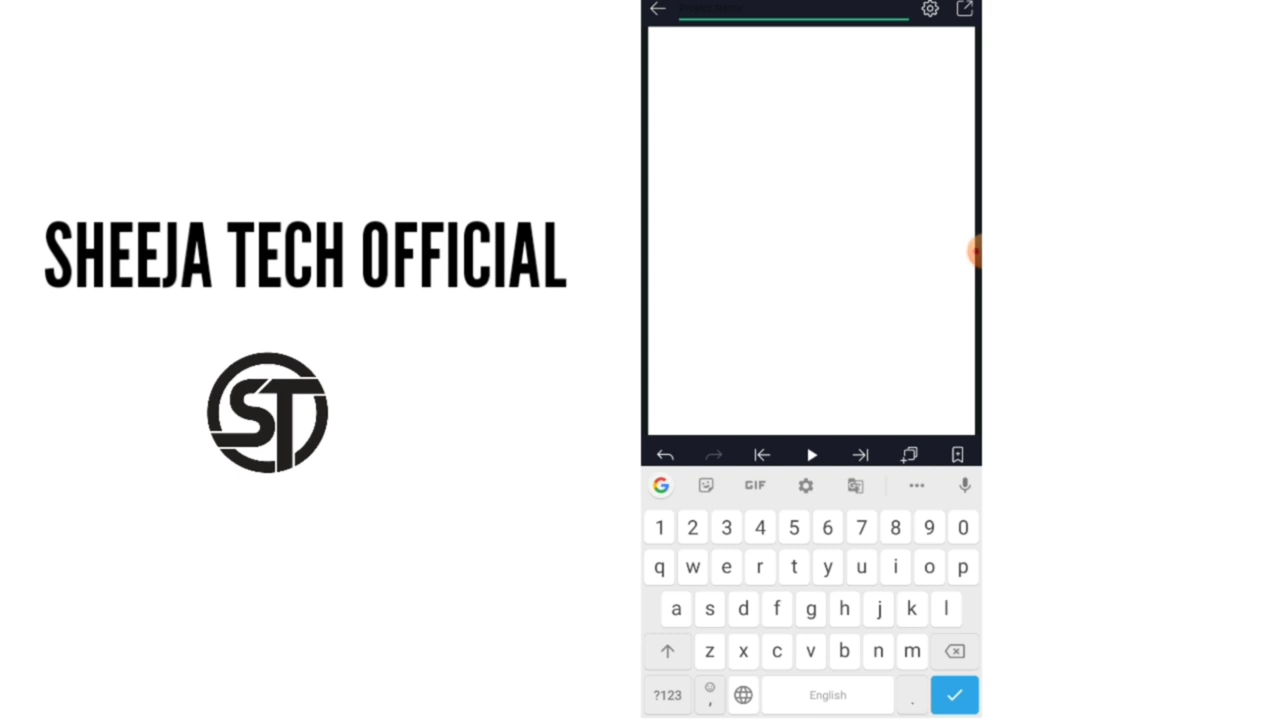 SHEEJA TECH OFFICIAL
ST
GIF
1 2 3 4 5 6 7 8 9 0
q w e r t y u i o p
a s d f g h j k l
z x c v b n m
?123 , English .